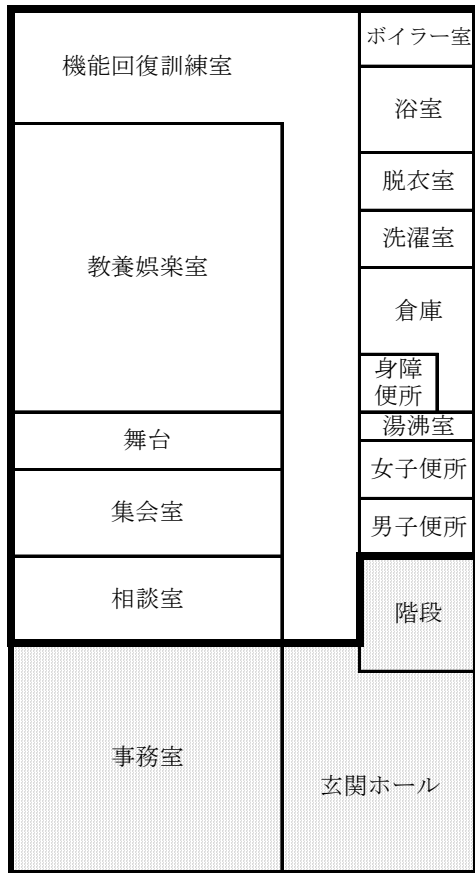 機能回復訓練室
ボイラー室
浴室
脱衣室
洗濯室
教養娯楽室
倉庫
身障
便所
湯沸室
舞台
女子便所
集会室
男子便所
相談室
階段
事務室
玄関ホール